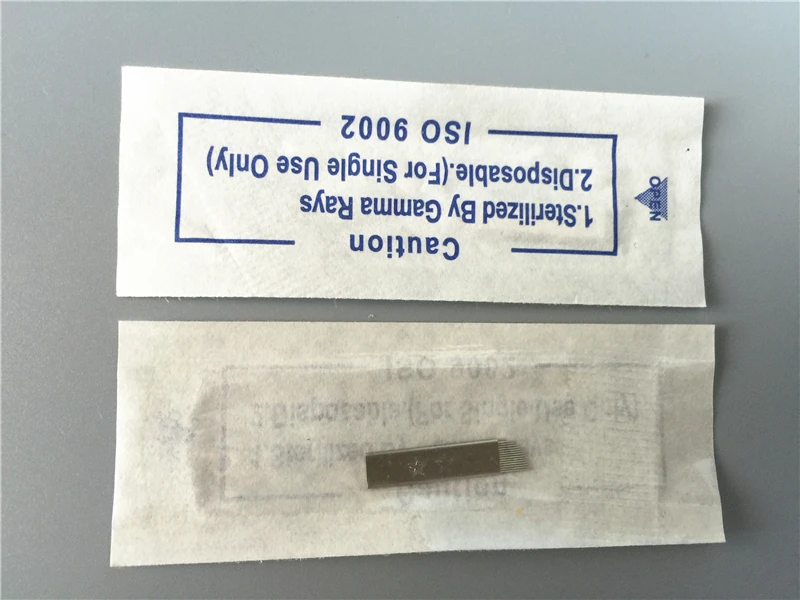 Caution
1.Sterilized By Gamma Rays
2.Disposable.(For Single Use Only)
ISO 9002
OPEN